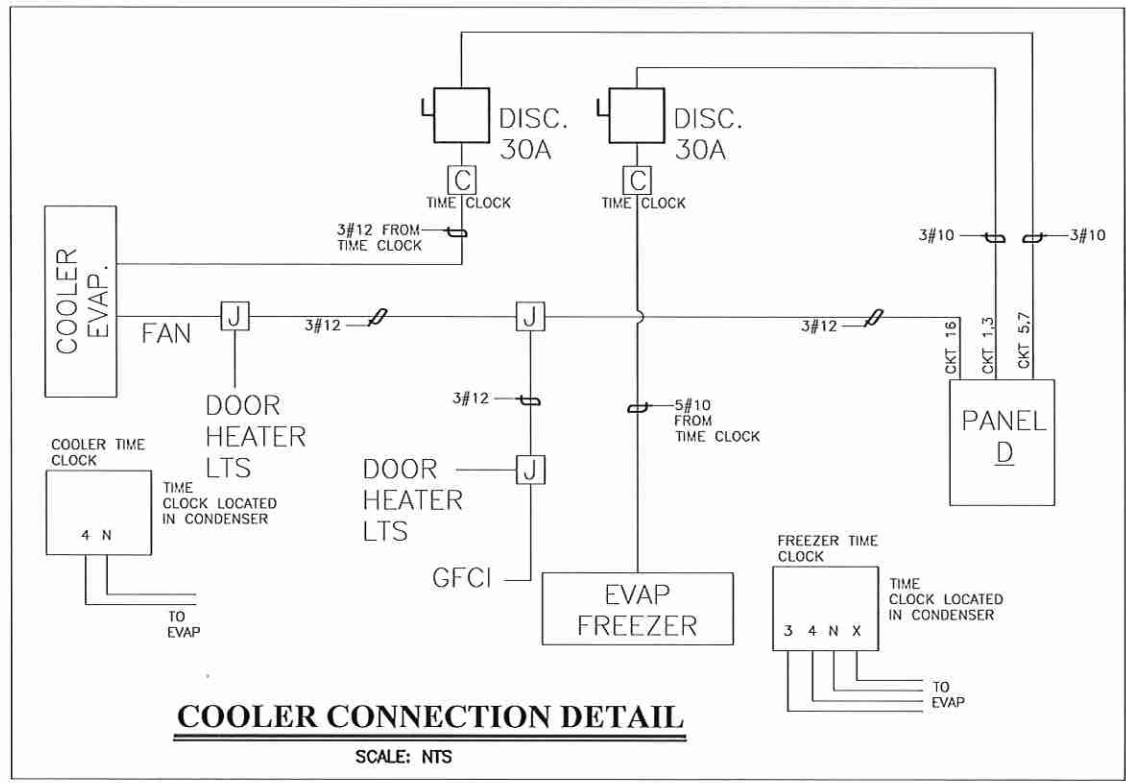 DISC.
30A
DISC.
30A
C
TIME CLOCK
C
TIME CLOCK
3#12 FROM
TIME CLOCK
3#10
3#10
COOLER
EVAP.
FAN
J
3#12
J
3#12
CKT 16
CKT 1,3
CKT 5,7
PANEL
D
DOOR
HEATER
LTS
3#12
5#10
FROM
TIME CLOCK
DOOR
HEATER
LTS
J
GFCI
COOLER TIME
CLOCK
TIME
CLOCK LOCATED
IN CONDENSER
4 N
TO
EVAP
EVAP
FREEZER
FREEZER TIME
CLOCK
TIME
CLOCK LOCATED
IN CONDENSER
3 4 N X
TO
EVAP
COOLER CONNECTION DETAIL
SCALE: NTS